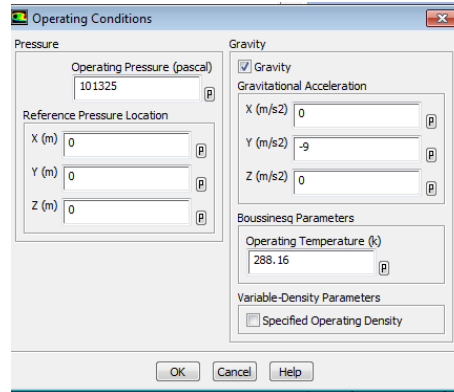 Operating Conditions
Pressure
Operating Pressure (pascal)
101325
P
Reference Pressure Location
X (m) 0
P
Y (m) 0
P
Z (m) 0
P
Gravity
Gravity
Gravitational Acceleration
X (m/s2) 0
P
Y (m/s2) -9
P
Z (m/s2) 0
P
Boussinesq Parameters
Operating Temperature (k)
288.16
P
Variable-Density Parameters
Specified Operating Density
OK Cancel Help